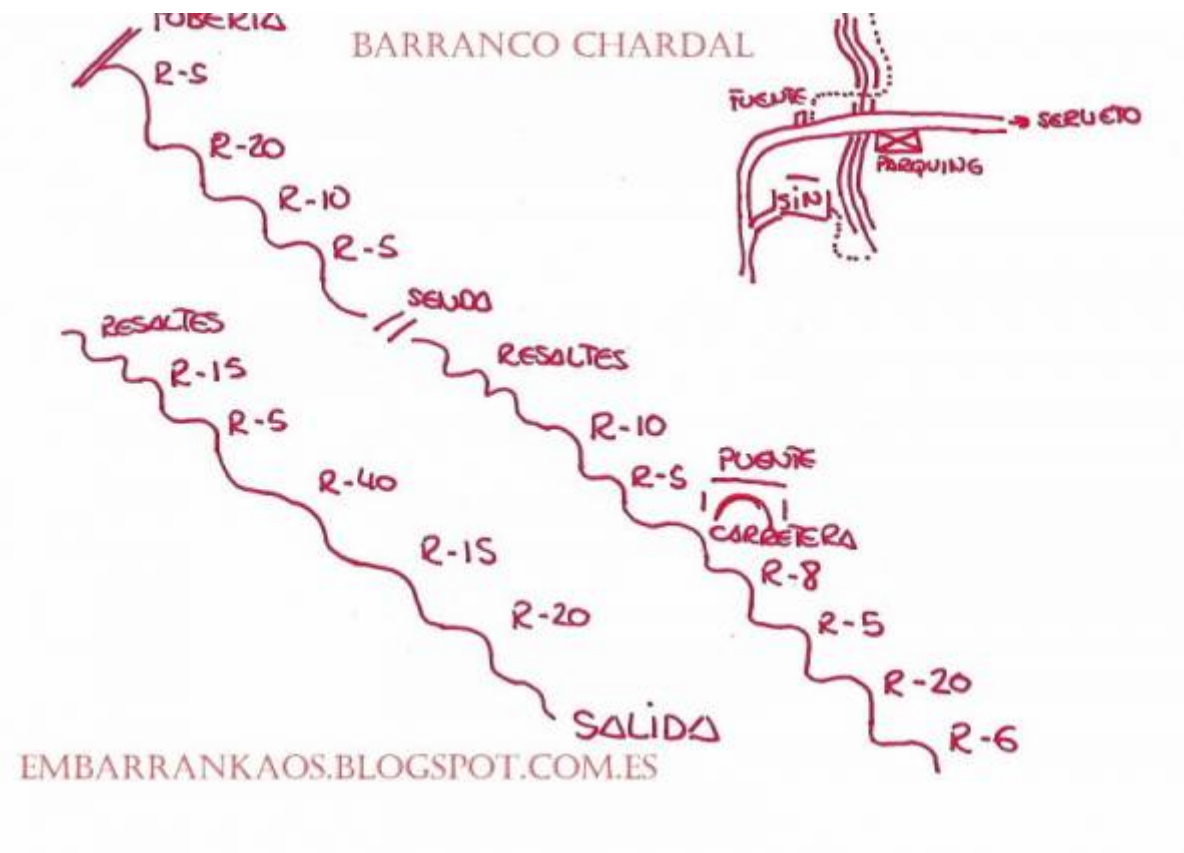 TUBERIA
BARRANCO CHARDAL
R-5
R-20
R-10
R-5
SENDA
RESALTES
R-10
R-5
PUENTE
CARRETERA
R-8
R-5
R-20
R-6
RESALTES
R-15
R-5
R-40
R-15
R-20
SALIDA
FUENTE
SERVETO
PARQUING
SiN
EMBARRANKAOS.BLOGSPOT.COM.ES